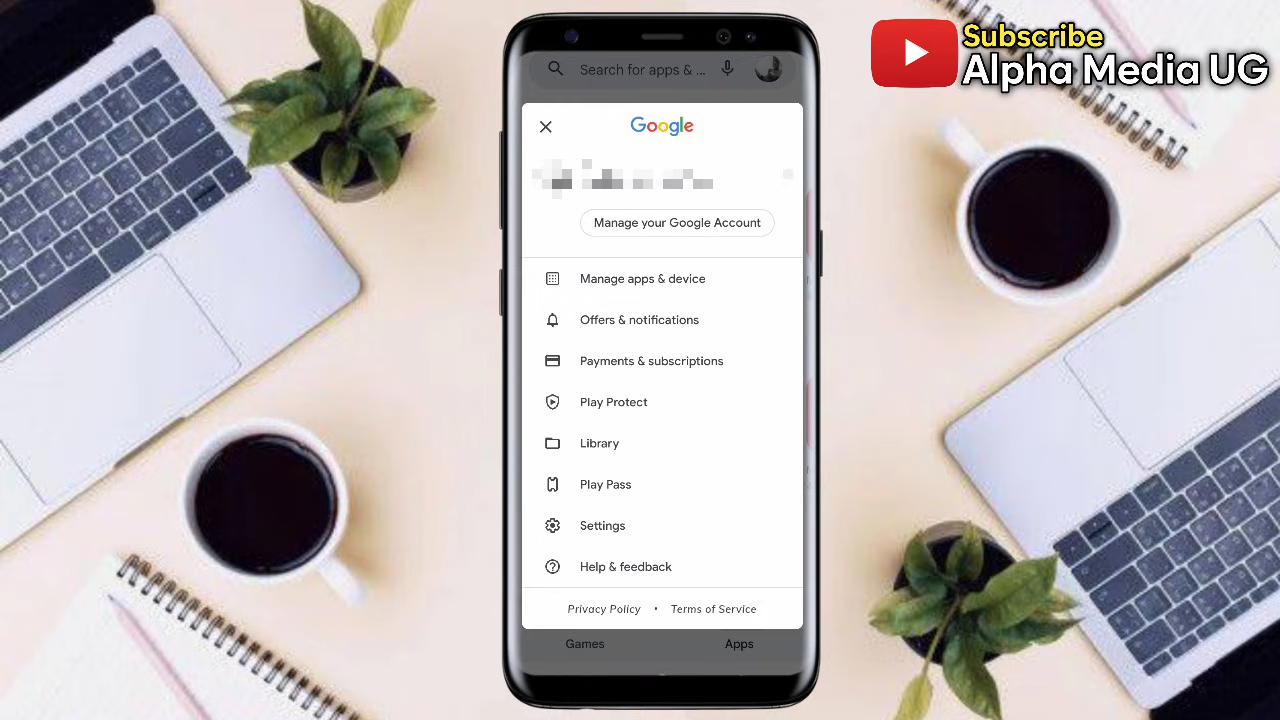 Subscribe
Alpha Media UG
Search for apps & ...
Google
Manage your Google Account
Manage apps & device
Offers & notifications
Payments & subscriptions
Play Protect
Library
Play Pass
Settings
Help & feedback
Privacy Policy • Terms of Service
Games Apps